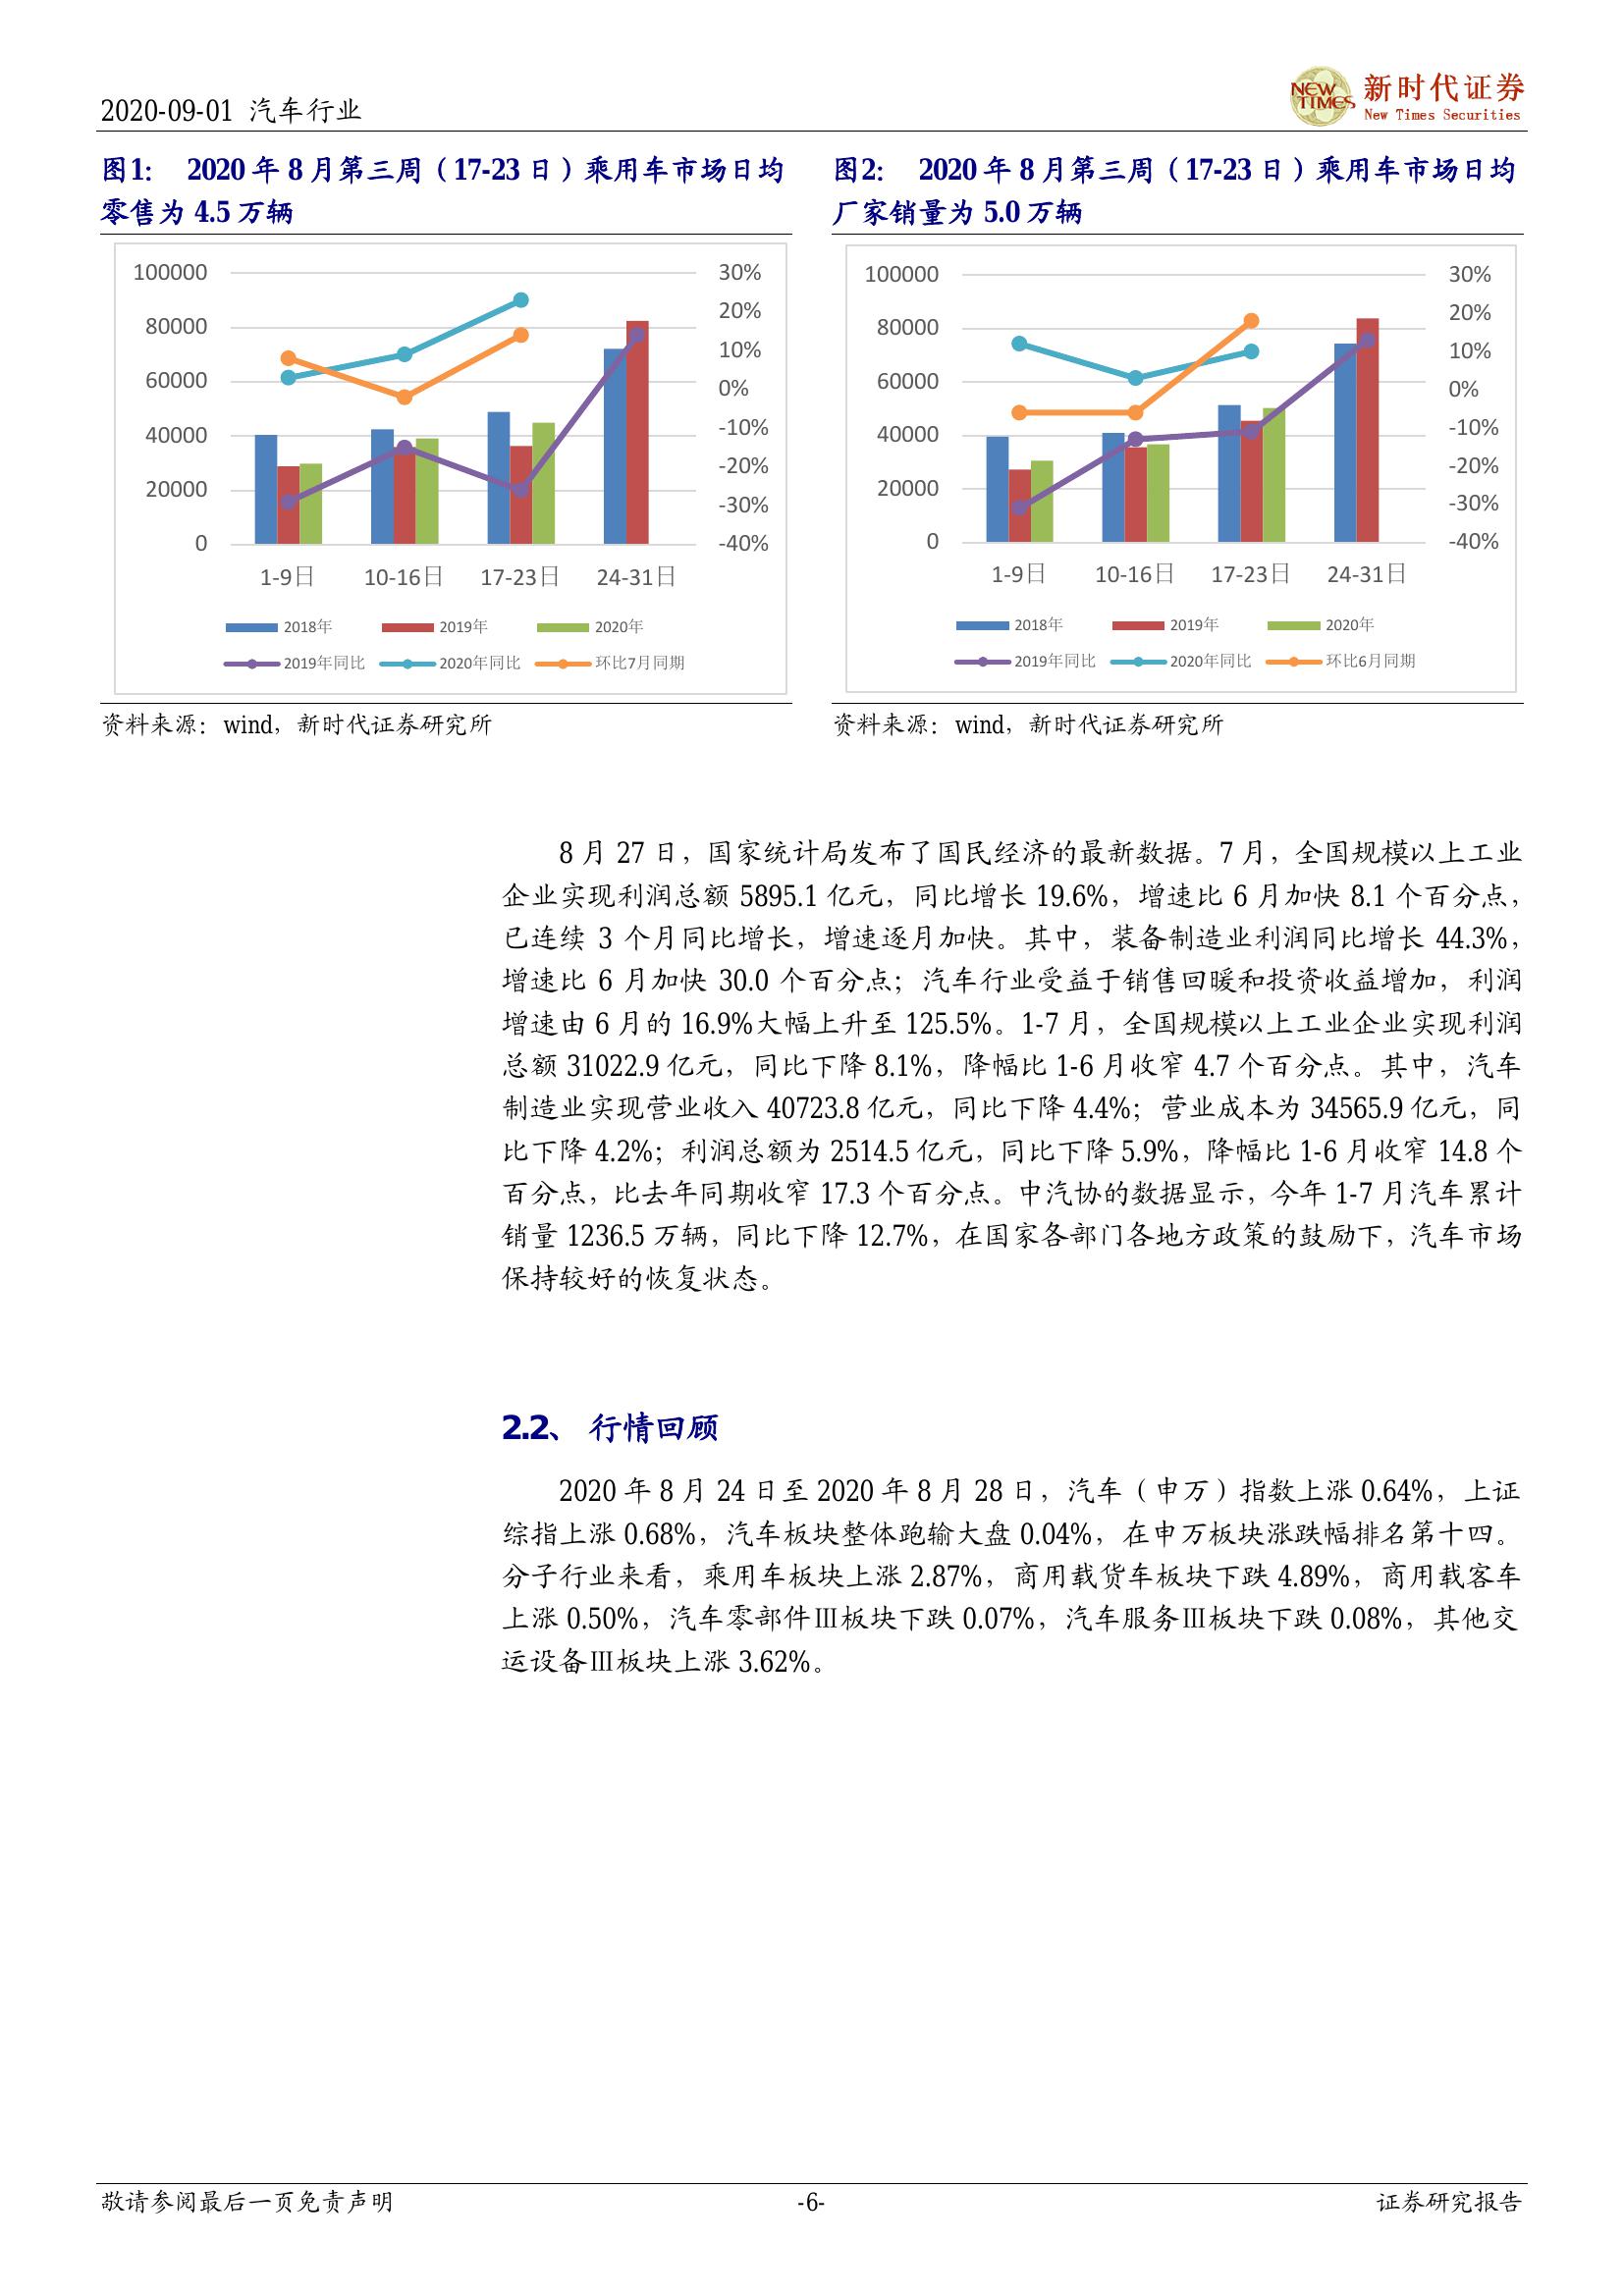 2020-09-01 汽车行业
NEW TIMES
新时代证券
New Times Securities
图1： 2020 年 8 月第三周（17-23 日）乘用车市场日均
零售为 4.5 万辆
100000
80000
60000
40000
20000
0
30%
20%
10%
0%
-10%
-20%
-30%
-40%
1-9日 10-16日 17-23日 24-31日
2018年 2019年 2020年
2019年同比 2020年同比 环比7月同期
资料来源：wind，新时代证券研究所
图2： 2020 年 8 月第三周（17-23 日）乘用车市场日均
厂家销量为 5.0 万辆
100000
80000
60000
40000
20000
0
30%
20%
10%
0%
-10%
-20%
-30%
-40%
1-9日 10-16日 17-23日 24-31日
2018年 2019年 2020年
2019年同比 2020年同比 环比6月同期
资料来源：wind，新时代证券研究所
8 月 27 日，国家统计局发布了国民经济的最新数据。7 月，全国规模以上工业
企业实现利润总额 5895.1 亿元，同比增长 19.6%，增速比 6 月加快 8.1 个百分点，
已连续 3 个月同比增长，增速逐月加快。其中，装备制造业利润同比增长 44.3%，
增速比 6 月加快 30.0 个百分点；汽车行业受益于销售回暖和投资收益增加，利润
增速由 6 月的 16.9%大幅上升至 125.5%。1-7 月，全国规模以上工业企业实现利润
总额 31022.9 亿元，同比下降 8.1%，降幅比 1-6 月收窄 4.7 个百分点。其中，汽车
制造业实现营业收入 40723.8 亿元，同比下降 4.4%；营业成本为 34565.9 亿元，同
比下降 4.2%；利润总额为 2514.5 亿元，同比下降 5.9%，降幅比 1-6 月收窄 14.8 个
百分点，比去年同期收窄 17.3 个百分点。中汽协的数据显示，今年 1-7 月汽车累计
销量 1236.5 万辆，同比下降 12.7%，在国家各部门各地方政策的鼓励下，汽车市场
保持较好的恢复状态。
2.2、 行情回顾
2020 年 8 月 24 日至 2020 年 8 月 28 日，汽车（申万）指数上涨 0.64%，上证
综指上涨 0.68%，汽车板块整体跑输大盘 0.04%，在申万板块涨跌幅排名第十四。
分子行业来看，乘用车板块上涨 2.87%，商用载货车板块下跌 4.89%，商用载客车
上涨 0.50%，汽车零部件Ⅲ板块下跌 0.07%，汽车服务Ⅲ板块下跌 0.08%，其他交
运设备Ⅲ板块上涨 3.62%。
敬请参阅最后一页免责声明 -6- 证券研究报告